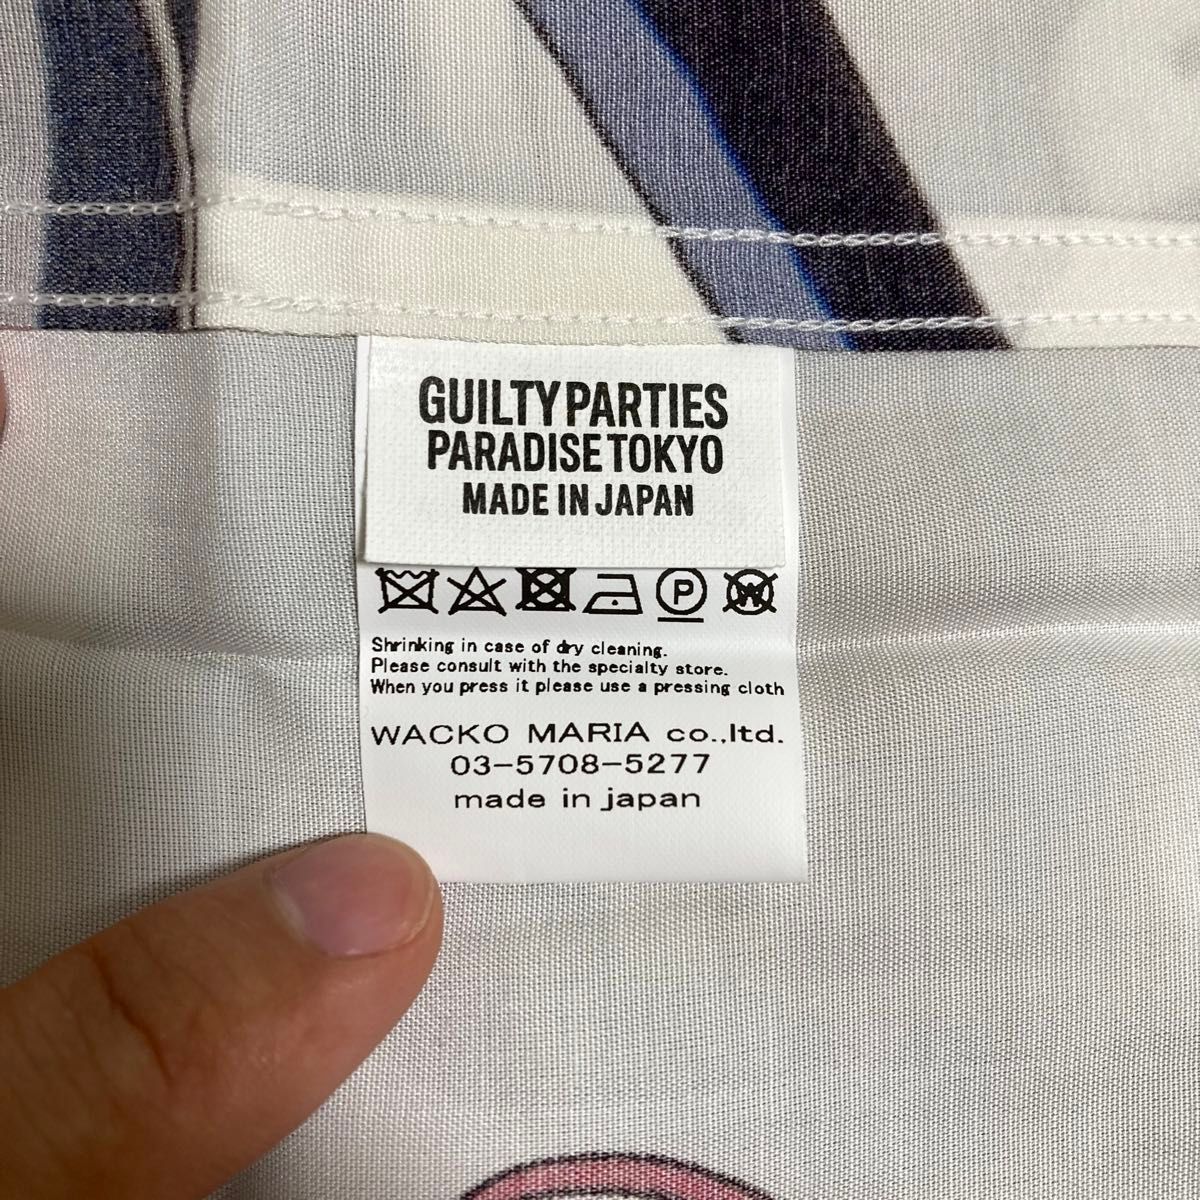 GUILTY PARTIES
PARADISE TOKYO
MADE IN JAPAN
P W
Shrinking in case of dry cleaning.
Please consult with the specialty store.
When you press it please use a pressing cloth
WACKO MARIA co.,ltd.
03-5708-5277
made in japan